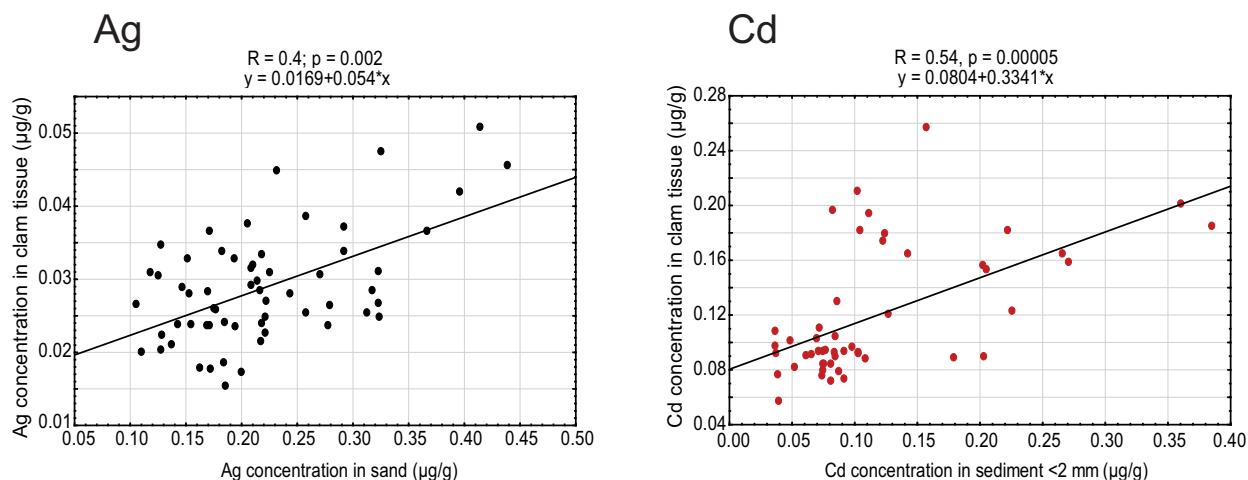 Ag
R = 0.4; p = 0.002
y = 0.0169+0.054*x
Ag concentration in clam tissue (µg/g)
0.05
0.04
0.03
0.02
0.01
0.05 0.10 0.15 0.20 0.25 0.30 0.35 0.40 0.45 0.50
Ag concentration in sand (µg/g)
Cd
R = 0.54, p = 0.00005
y = 0.0804+0.3341*x
Cd concentration in clam tissue (µg/g)
0.28
0.24
0.20
0.16
0.12
0.08
0.04
0.00 0.05 0.10 0.15 0.20 0.25 0.30 0.35 0.40
Cd concentration in sediment <2 mm (µg/g)